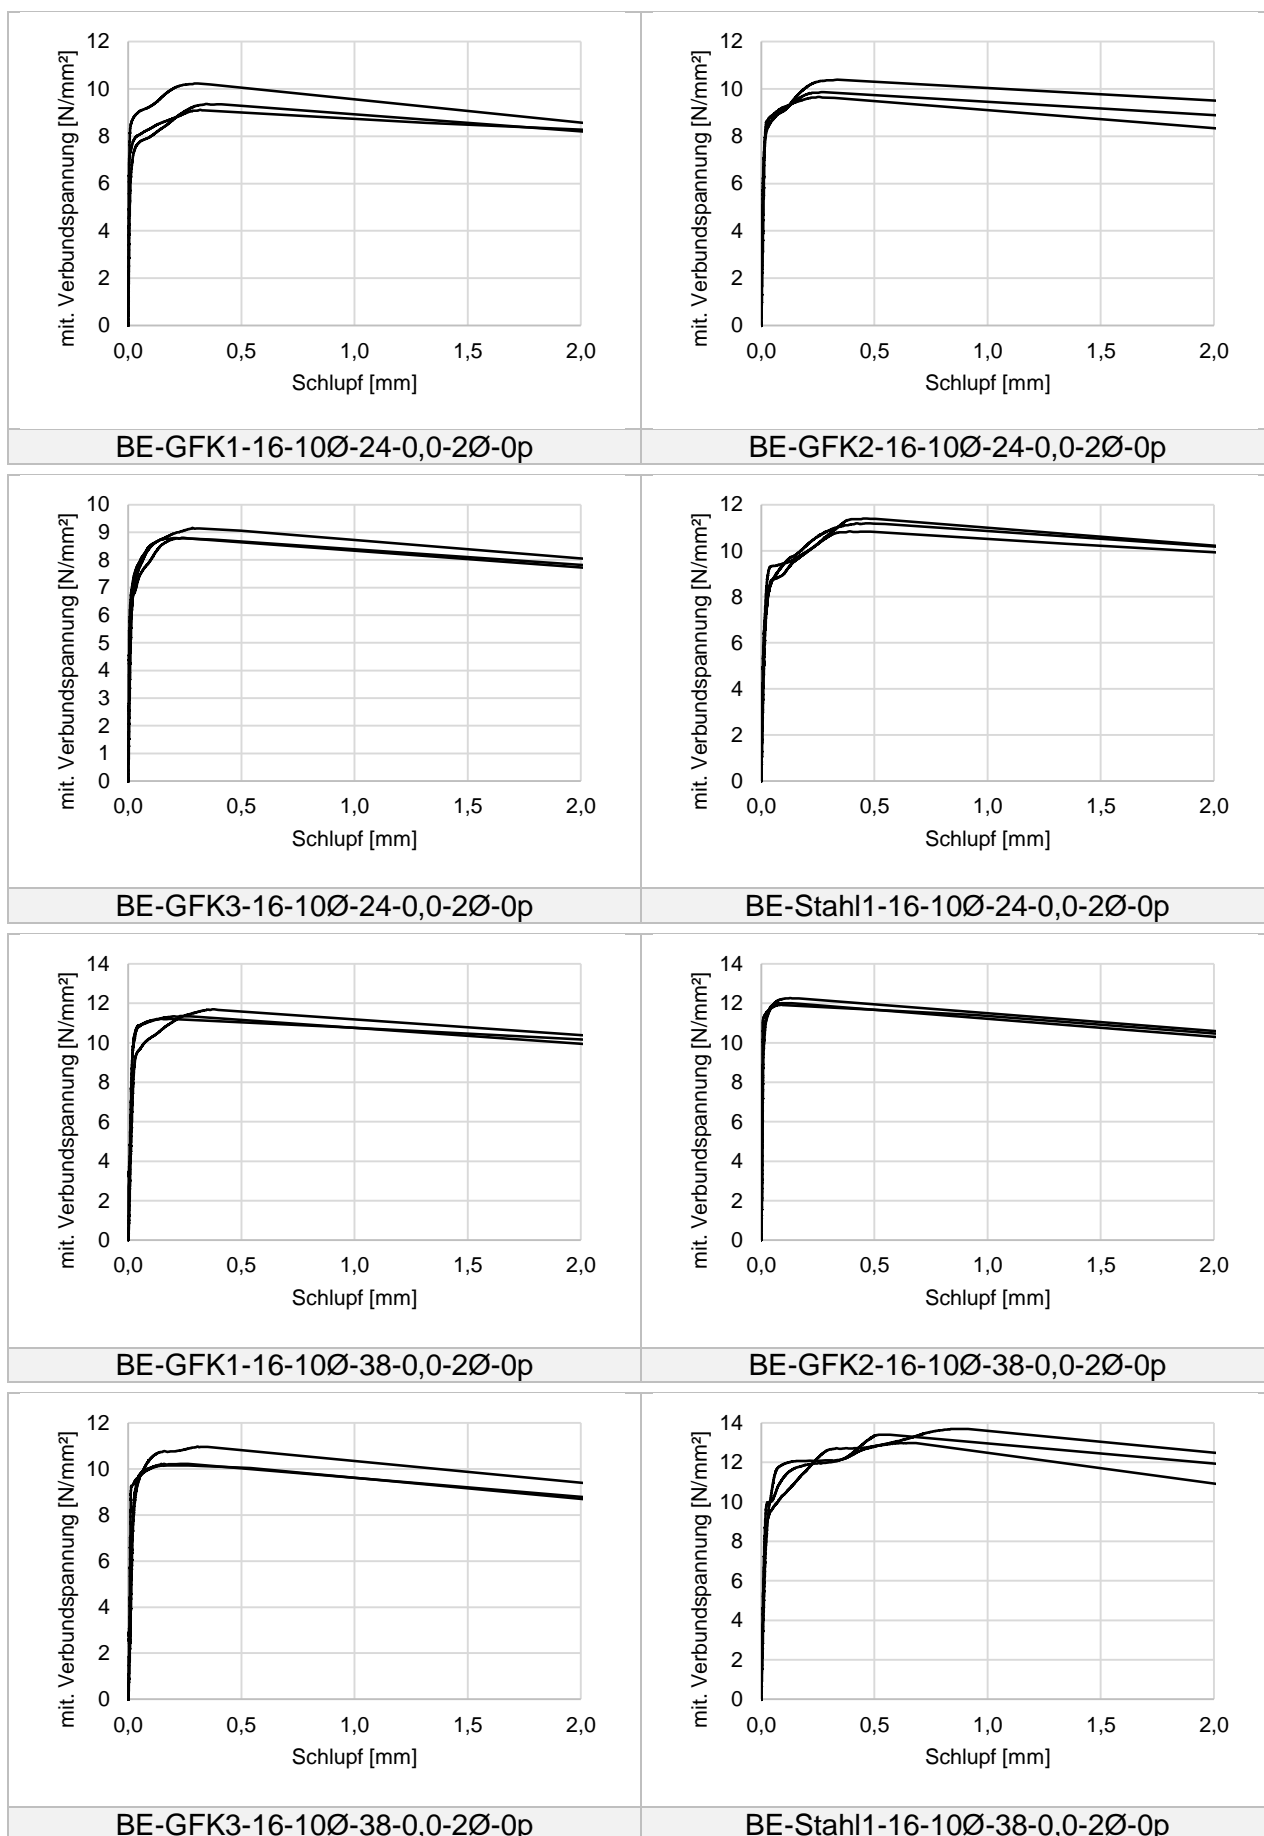 12
10
8
6
4
2
0
mit. Verbundspannung [N/mm²]
0,0 0,5 1,0 1,5 2,0
Schlupf [mm]
12
10
8
6
4
2
0
mit. Verbundspannung [N/mm²]
0,0 0,5 1,0 1,5 2,0
Schlupf [mm]
BE-GFK1-16-10Ø-24-0,0-2Ø-0p
BE-GFK2-16-10Ø-24-0,0-2Ø-0p
10
9
8
7
6
5
4
3
2
1
0
mit. Verbundspannung [N/mm²]
0,0 0,5 1,0 1,5 2,0
Schlupf [mm]
12
10
8
6
4
2
0
mit. Verbundspannung [N/mm²]
0,0 0,5 1,0 1,5 2,0
Schlupf [mm]
BE-GFK3-16-10Ø-24-0,0-2Ø-0p
BE-Stahl1-16-10Ø-24-0,0-2Ø-0p
14
12
10
8
6
4
2
0
mit. Verbundspannung [N/mm²]
0,0 0,5 1,0 1,5 2,0
Schlupf [mm]
14
12
10
8
6
4
2
0
mit. Verbundspannung [N/mm²]
0,0 0,5 1,0 1,5 2,0
Schlupf [mm]
BE-GFK1-16-10Ø-38-0,0-2Ø-0p
BE-GFK2-16-10Ø-38-0,0-2Ø-0p
12
10
8
6
4
2
0
mit. Verbundspannung [N/mm²]
0,0 0,5 1,0 1,5 2,0
Schlupf [mm]
14
12
10
8
6
4
2
0
mit. Verbundspannung [N/mm²]
0,0 0,5 1,0 1,5 2,0
Schlupf [mm]
BE-GFK3-16-10Ø-38-0,0-2Ø-0p
BE-Stahl1-16-10Ø-38-0,0-2Ø-0p